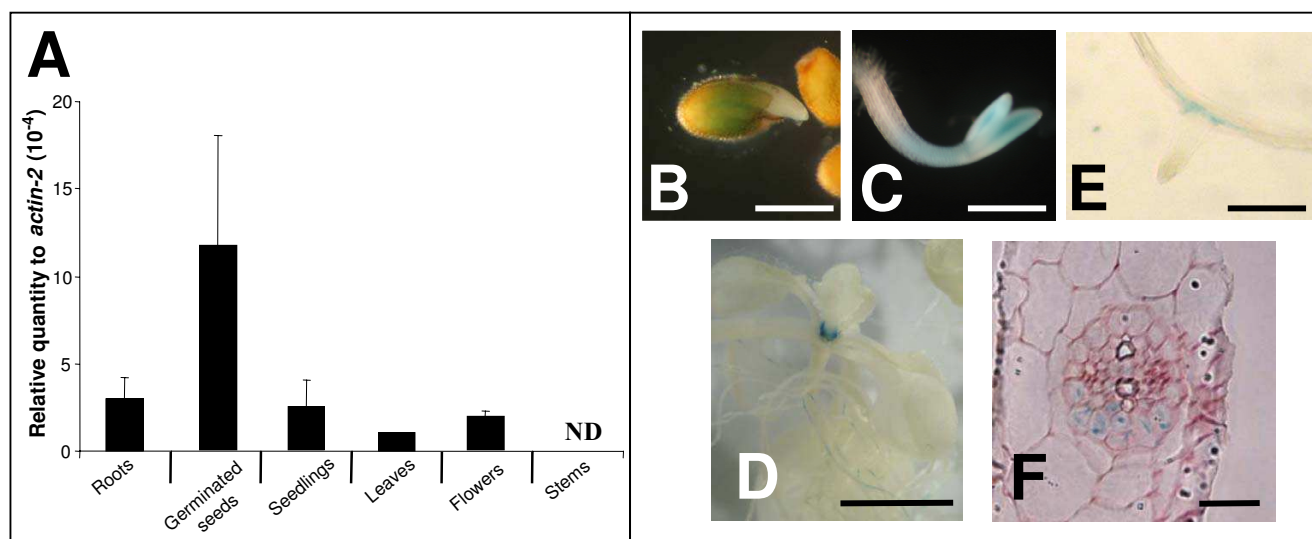 A
Relative quantity to actin-2 (10-4)
20
15
10
5
0
ND
Roots
Germinated
seeds
Seedlings
Leaves
Flowers
Stems
B
C
E
D
F